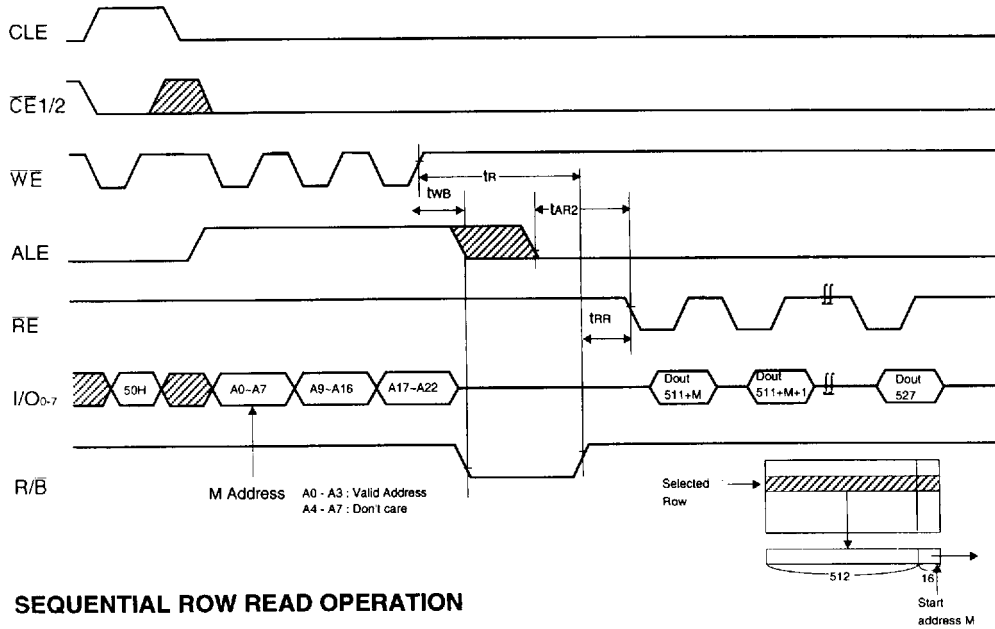 CLE
CE1/2
WE
tR
tWB
tAR2
ALE
RE
tRR
I/O0-7
50H
A0~A7
A9~A16
A17~A22
Dout
511+M
Dout
511+M+1
Dout
527
R/B
M Address
A0 - A3 : Valid Address
A4 - A7 : Don't care
Selected
Row
512
16
Start
address M
SEQUENTIAL ROW READ OPERATION